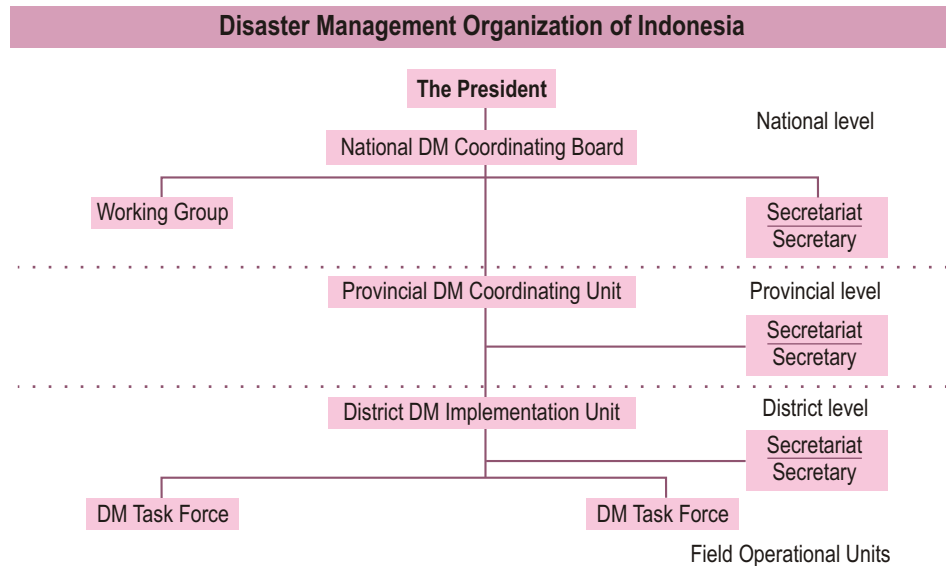 Disaster Management Organization of Indonesia
The President
National level
National DM Coordinating Board
Working Group
Secretariat
Secretary
Provincial DM Coordinating Unit
Provincial level
Secretariat
Secretary
District DM Implementation Unit
District level
Secretariat
Secretary
DM Task Force
DM Task Force
Field Operational Units